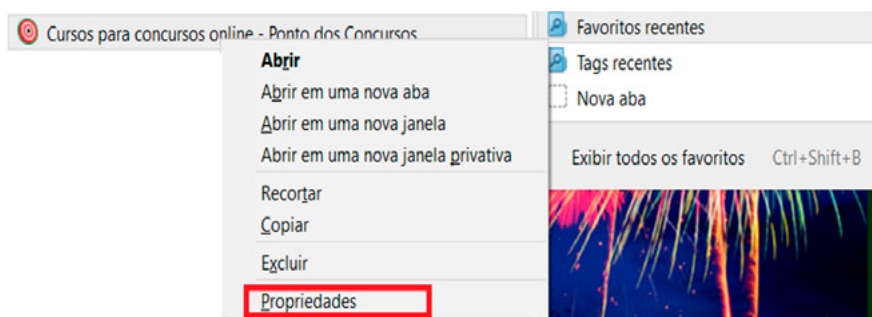 Cursos para concursos online - Ponto dos Concursos
Abrir
Abrir em uma nova aba
Abrir em uma nova janela
Abrir em uma nova janela privativa
Recortar
Copiar
Excluir
Propriedades
Favoritos recentes
Tags recentes
Nova aba
Exibir todos os favoritos Ctrl+Shift+B